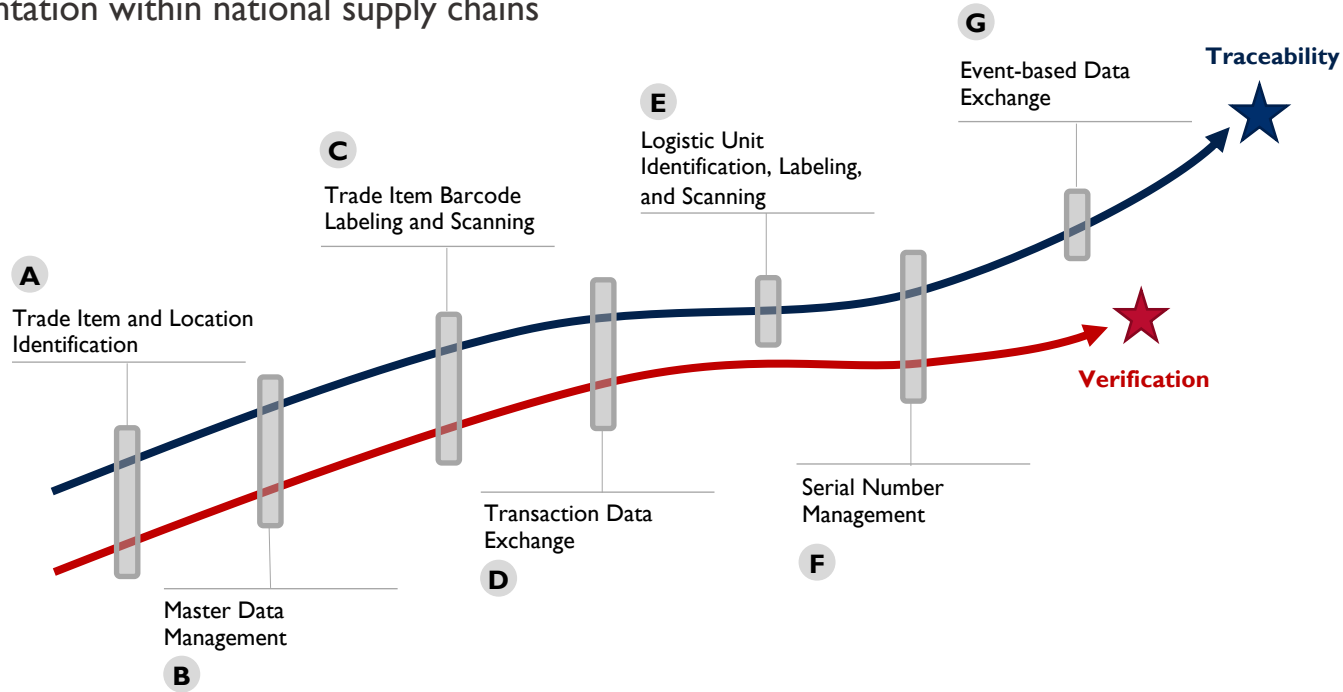 within national supply chains
A
Trade Item and Location
Identification
B
Master Data
Management
C
Trade Item Barcode
Labeling and Scanning
D
Transaction Data
Exchange
E
Logistic Unit
Identification, Labeling,
and Scanning
F
Serial Number
Management
G
Event-based Data
Exchange
Traceability
Verification